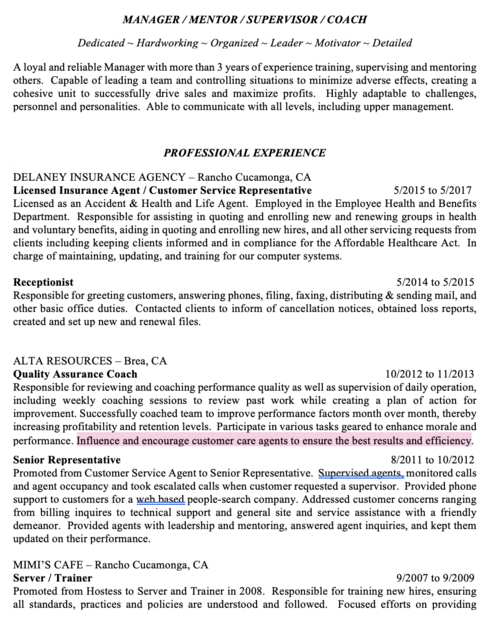 MANAGER / MENTOR / SUPERVISOR / COACH
Dedicated ~ Hardworking ~ Organized ~ Leader ~ Motivator ~ Detailed
A loyal and reliable Manager with more than 3 years of experience training, supervising and mentoring
others. Capable of leading a team and controlling situations to minimize adverse effects, creating a
cohesive unit to successfully drive sales and maximize profits. Highly adaptable to challenges,
personnel and personalities. Able to communicate with all levels, including upper management.
PROFESSIONAL EXPERIENCE
DELANEY INSURANCE AGENCY – Rancho Cucamonga, CA
Licensed Insurance Agent / Customer Service Representative 5/2015 to 5/2017
Licensed as an Accident & Health and Life Agent. Employed in the Employee Health and Benefits
Department. Responsible for assisting in quoting and enrolling new and renewing groups in health
and voluntary benefits, aiding in quoting and enrolling new hires, and all other servicing requests from
clients including keeping clients informed and in compliance for the Affordable Healthcare Act. In
charge of maintaining, updating, and training for our computer systems.
Receptionist 5/2014 to 5/2015
Responsible for greeting customers, answering phones, filing, faxing, distributing & sending mail, and
other basic office duties. Contacted clients to inform of cancellation notices, obtained loss reports,
created and set up new and renewal files.
ALTA RESOURCES – Brea, CA
Quality Assurance Coach 10/2012 to 11/2013
Responsible for reviewing and coaching performance quality as well as supervision of daily operation,
including weekly coaching sessions to review past work while creating a plan of action for
improvement. Successfully coached team to improve performance factors month over month, thereby
increasing profitability and retention levels. Participate in various tasks geared to enhance morale and
performance. Influence and encourage customer care agents to ensure the best results and efficiency.
Senior Representative 8/2011 to 10/2012
Promoted from Customer Service Agent to Senior Representative. Supervised agents, monitored calls
and agent occupancy and took escalated calls when customer requested a supervisor. Provided phone
support to customers for a web based people-search company. Addressed customer concerns ranging
from billing inquires to technical support and general site and service assistance with a friendly
demeanor. Provided agents with leadership and mentoring, answered agent inquiries, and kept them
updated on their performance.
MIMI'S CAFE – Rancho Cucamonga, CA
Server / Trainer 9/2007 to 9/2009
Promoted from Hostess to Server and Trainer in 2008. Responsible for training new hires, ensuring
all standards, practices and policies are understood and followed. Focused efforts on providing